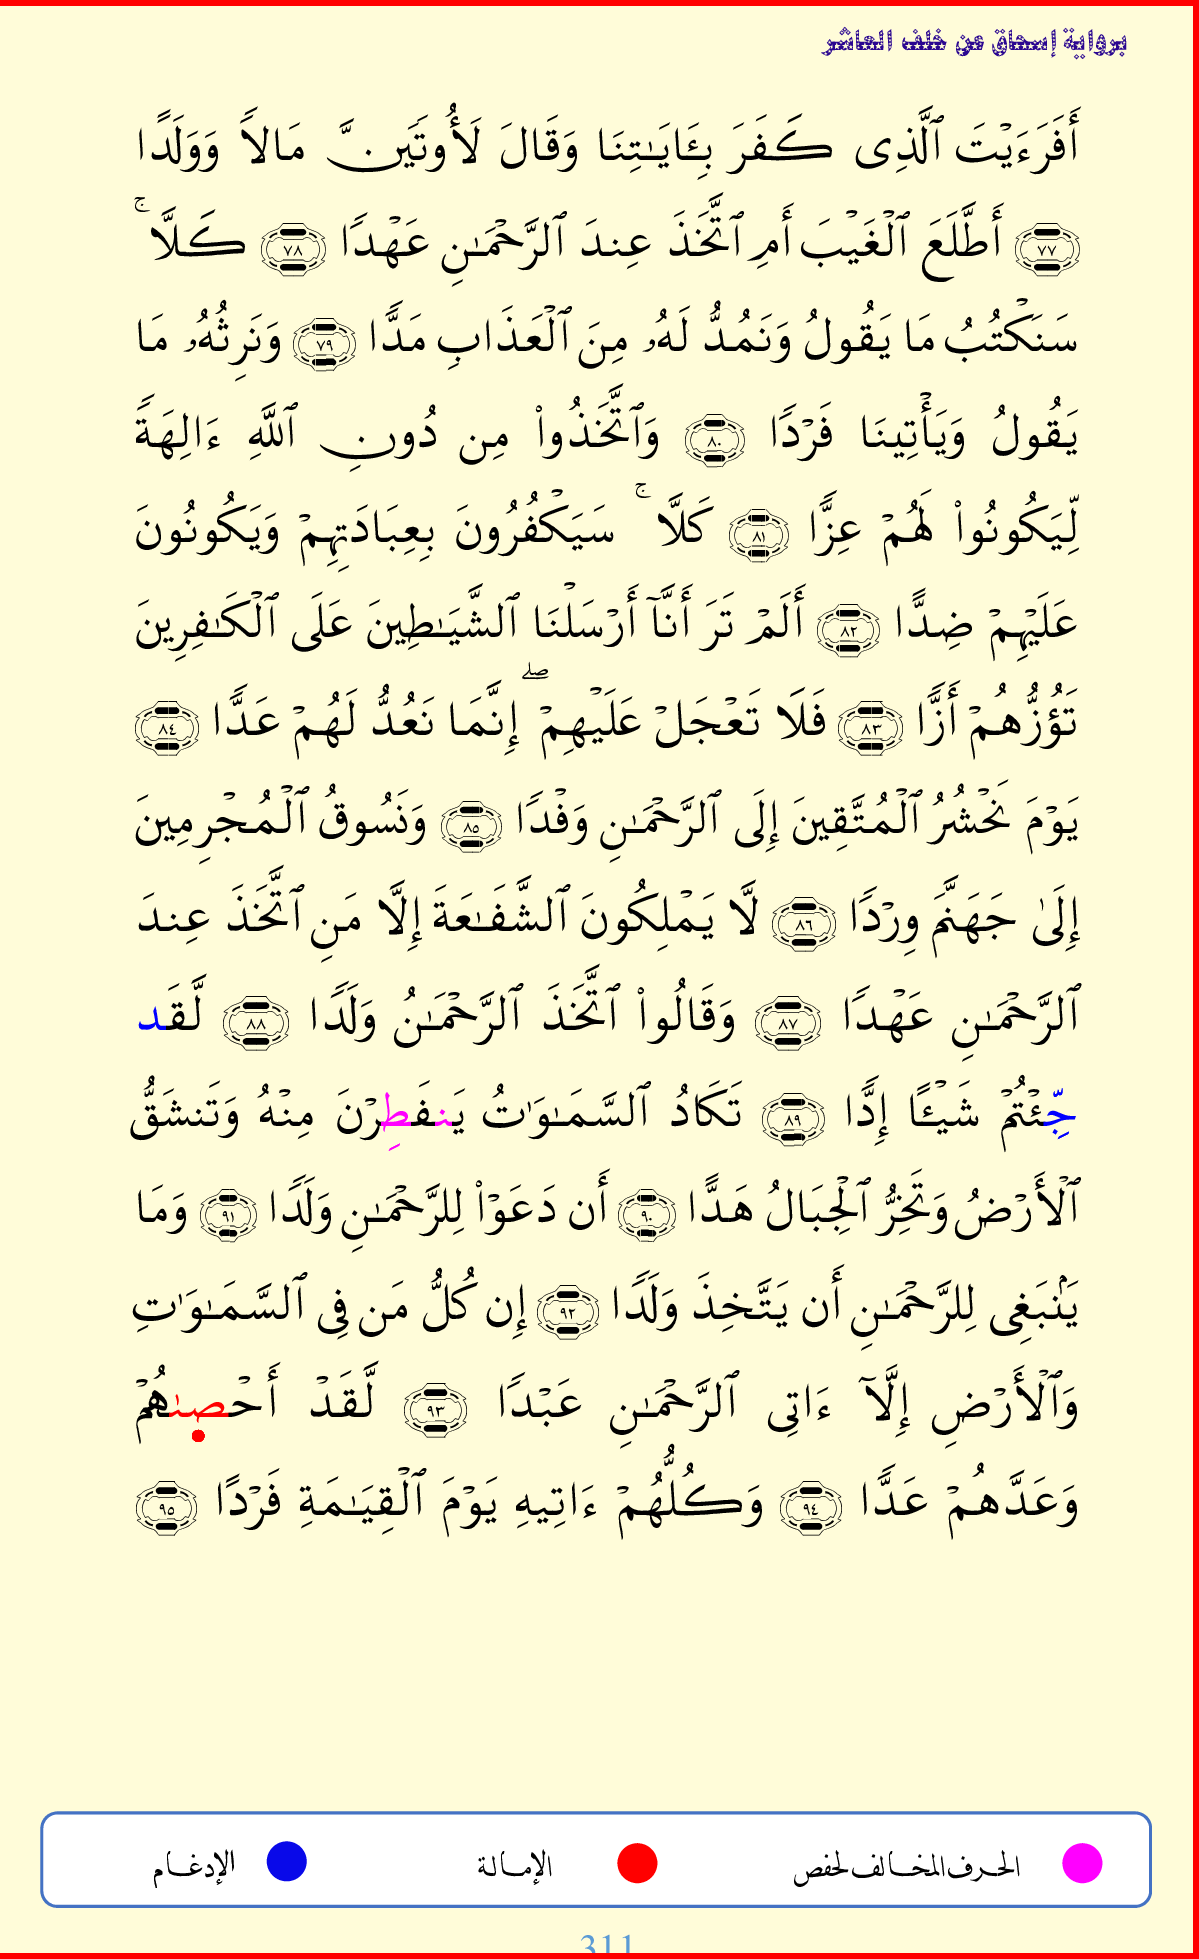 برواية إسحاق عن خلف العاشر
أَفَرَءَيْتَ ٱلَّذِى كَفَرَ بِـَٔايَـٰتِنَا وَقَالَ لَأُوتَيَنَّ مَالًا وَوَلَدًا
٧٧ أَطَّلَعَ ٱلْغَيْبَ أَمِ ٱتَّخَذَ عِندَ ٱلرَّحْمَـٰنِ عَهْدًا ٧٨ كَلَّا ۚ
سَنَكْتُبُ مَا يَقُولُ وَنَمُدُّ لَهُۥ مِنَ ٱلْعَذَابِ مَدًّا ٧٩ وَنَرِثُهُۥ مَا
يَقُولُ وَيَأْتِينَا فَرْدًا ٨٠ وَٱتَّخَذُوا۟ مِن دُونِ ٱللَّهِ ءَالِهَةً
لِّيَكُونُوا۟ لَهُمْ عِزًّا ٨١ كَلَّا ۚ سَيَكْفُرُونَ بِعِبَادَتِهِمْ وَيَكُونُونَ
عَلَيْهِمْ ضِدًّا ٨٢ أَلَمْ تَرَ أَنَّآ أَرْسَلْنَا ٱلشَّيَـٰطِينَ عَلَى ٱلْكَـٰفِرِينَ
تَؤُزُّهُمْ أَزًّا ٨٣ فَلَا تَعْجَلْ عَلَيْهِمْ ۖ إِنَّمَا نَعُدُّ لَهُمْ عَدًّا ٨٤
يَوْمَ نَحْشُرُ ٱلْمُتَّقِينَ إِلَى ٱلرَّحْمَـٰنِ وَفْدًا ٨٥ وَنَسُوقُ ٱلْمُجْرِمِينَ
إِلَىٰ جَهَنَّمَ وِرْدًا ٨٦ لَّا يَمْلِكُونَ ٱلشَّفَـٰعَةَ إِلَّا مَنِ ٱتَّخَذَ عِندَ
ٱلرَّحْمَـٰنِ عَهْدًا ٨٧ وَقَالُوا۟ ٱتَّخَذَ ٱلرَّحْمَـٰنُ وَلَدًا ٨٨ لَّقَد
جِّئْتُمْ شَيْـًٔا إِدًّا ٨٩ تَكَادُ ٱلسَّمَـٰوَٰتُ يَنفَطِرْنَ مِنْهُ وَتَنشَقُّ
ٱلْأَرْضُ وَتَخِرُّ ٱلْجِبَالُ هَدًّا ٩٠ أَن دَعَوْا۟ لِلرَّحْمَـٰنِ وَلَدًا ٩١ وَمَا
يَنۢبَغِى لِلرَّحْمَـٰنِ أَن يَتَّخِذَ وَلَدًا ٩٢ إِن كُلُّ مَن فِى ٱلسَّمَـٰوَٰتِ
وَٱلْأَرْضِ إِلَّآ ءَاتِى ٱلرَّحْمَـٰنِ عَبْدًا ٩٣ لَّقَدْ أَحْصىٰهُمْ
وَعَدَّهُمْ عَدًّا ٩٤ وَكُلُّهُمْ ءَاتِيهِ يَوْمَ ٱلْقِيَـٰمَةِ فَرْدًا ٩٥
الحرف المخالف لحفص الإمالة الإدغام
311